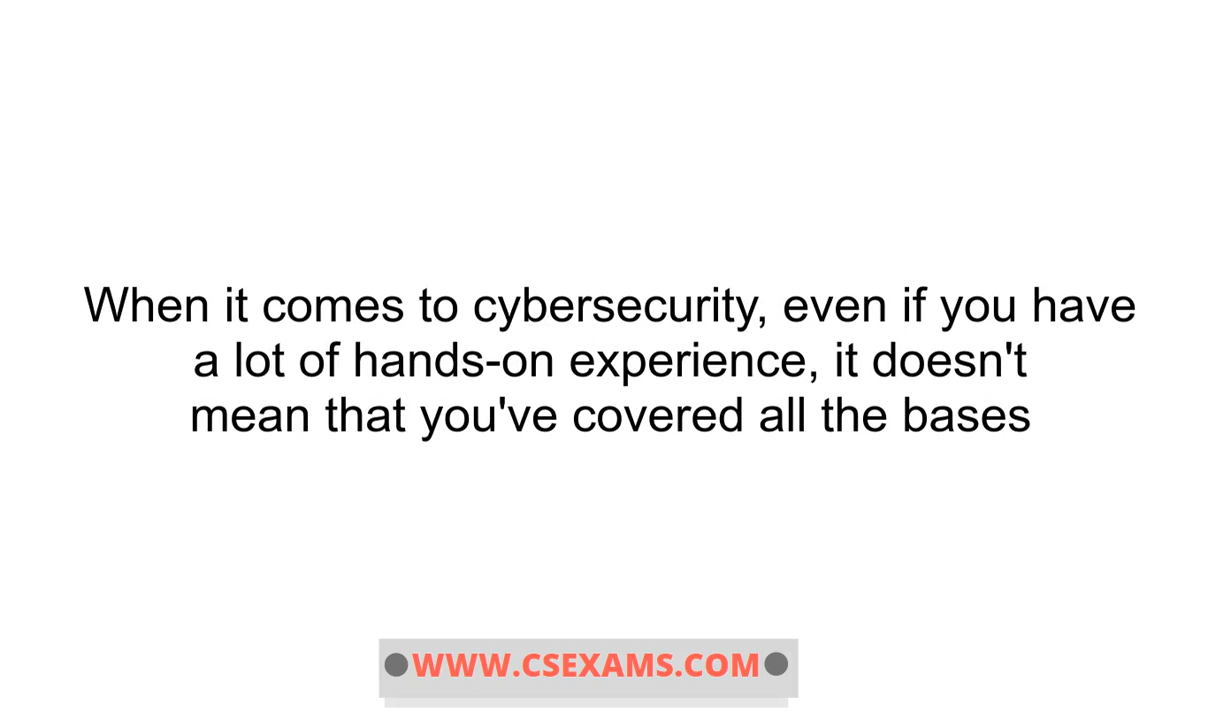 When it comes to cybersecurity, even if you have
a lot of hands-on experience, it doesn't
mean that you've covered all the bases
WWW.CSEXAMS.COM